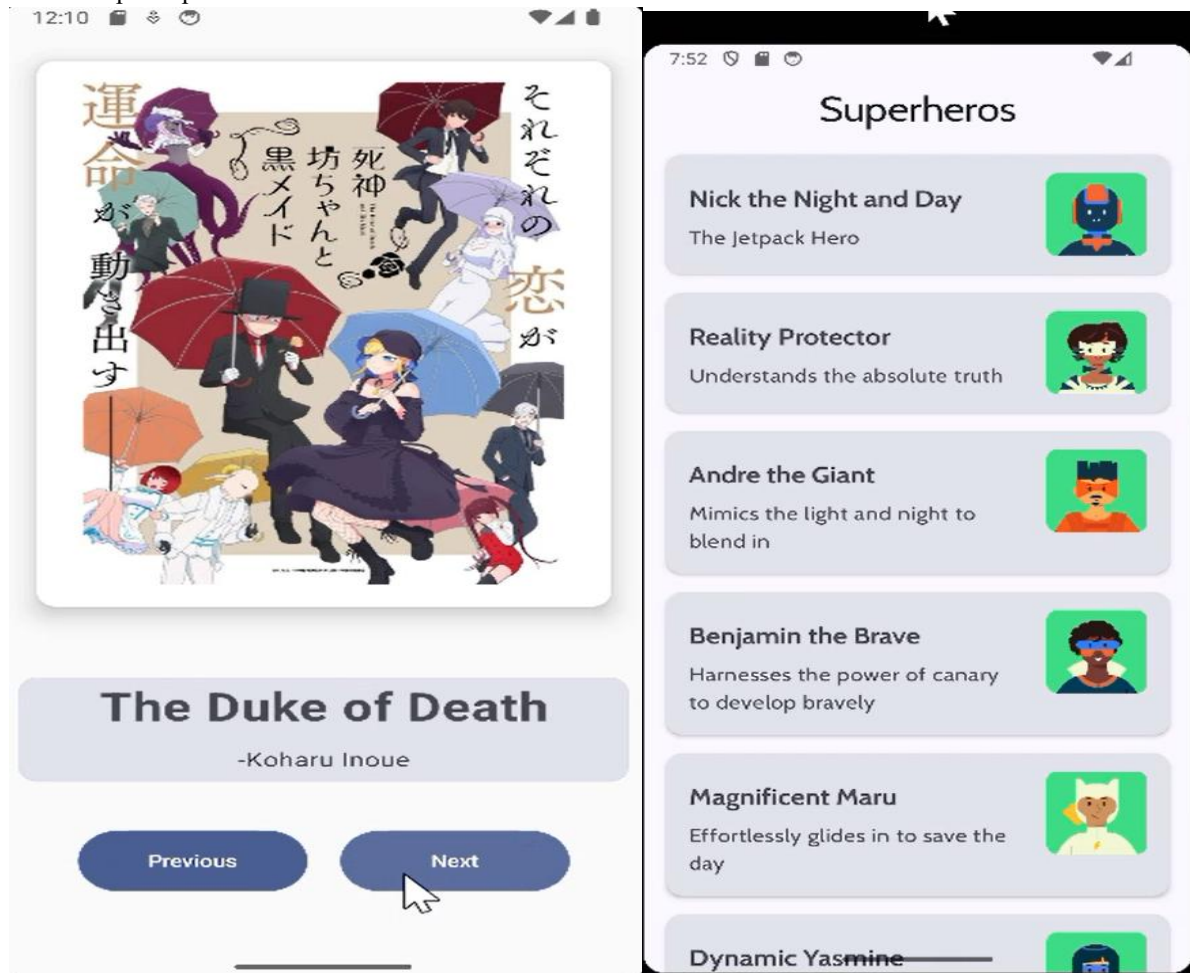 12:10
運命が動き出す
それぞれの恋が
死神
坊ちゃんと
黒メイド
The Duke of Death
-Koharu Inoue
Previous
Next
7:52
Superheros
Nick the Night and Day
The Jetpack Hero
Reality Protector
Understands the absolute truth
Andre the Giant
Mimics the light and night to
blend in
Benjamin the Brave
Harnesses the power of canary
to develop bravely
Magnificent Maru
Effortlessly glides in to save the
day
Dynamic Yasmine